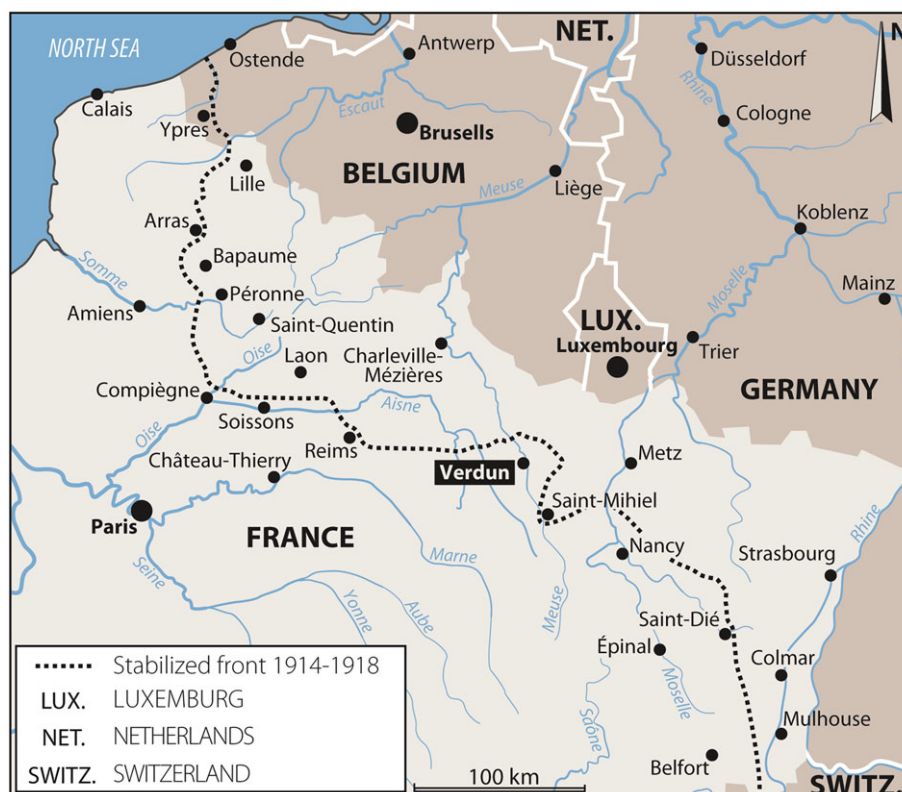 NORTH SEA
Ostende
Antwerp
NET.
Düsseldorf
N
Rhine
Calais
Ypres
Escaut
Brusells
Cologne
Lille
BELGIUM
Meuse
Liège
Koblenz
Arras
Bapaume
Moselle
Mainz
Somme
Péronne
Amiens
Saint-Quentin
LUX.
Luxembourg
Trier
Oise
Laon
Charleville-
Mézières
GERMANY
Compiègne
Soissons
Aisne
Oise
Reims
Château-Thierry
Verdun
Metz
Saint-Mihiel
Paris
FRANCE
Nancy
Strasbourg
Rhine
Seine
Marne
Yonne
Aube
Meuse
Saint-Dié
Épinal
Colmar
Moselle
Saône
Mulhouse
Belfort
SWITZ.
100 km
Stabilized front 1914-1918
LUX. LUXEMBURG
NET. NETHERLANDS
SWITZ. SWITZERLAND